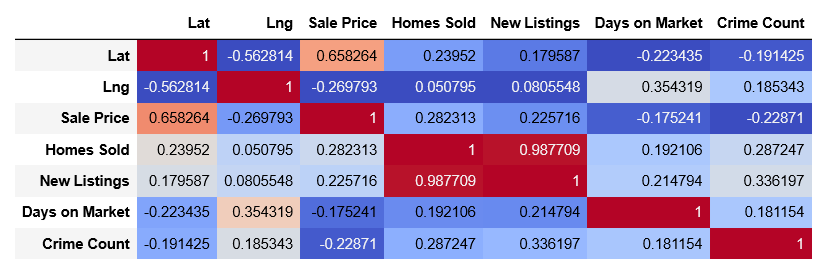 Lat Lng Sale Price Homes Sold New Listings Days on Market Crime Count
Lat 1 -0.562814 0.658264 0.23952 0.179587 -0.223435 -0.191425
Lng -0.562814 1 -0.269793 0.050795 0.0805548 0.354319 0.185343
Sale Price 0.658264 -0.269793 1 0.282313 0.225716 -0.175241 -0.22871
Homes Sold 0.23952 0.050795 0.282313 1 0.987709 0.192106 0.287247
New Listings 0.179587 0.0805548 0.225716 0.987709 1 0.214794 0.336197
Days on Market -0.223435 0.354319 -0.175241 0.192106 0.214794 1 0.181154
Crime Count -0.191425 0.185343 -0.22871 0.287247 0.336197 0.181154 1